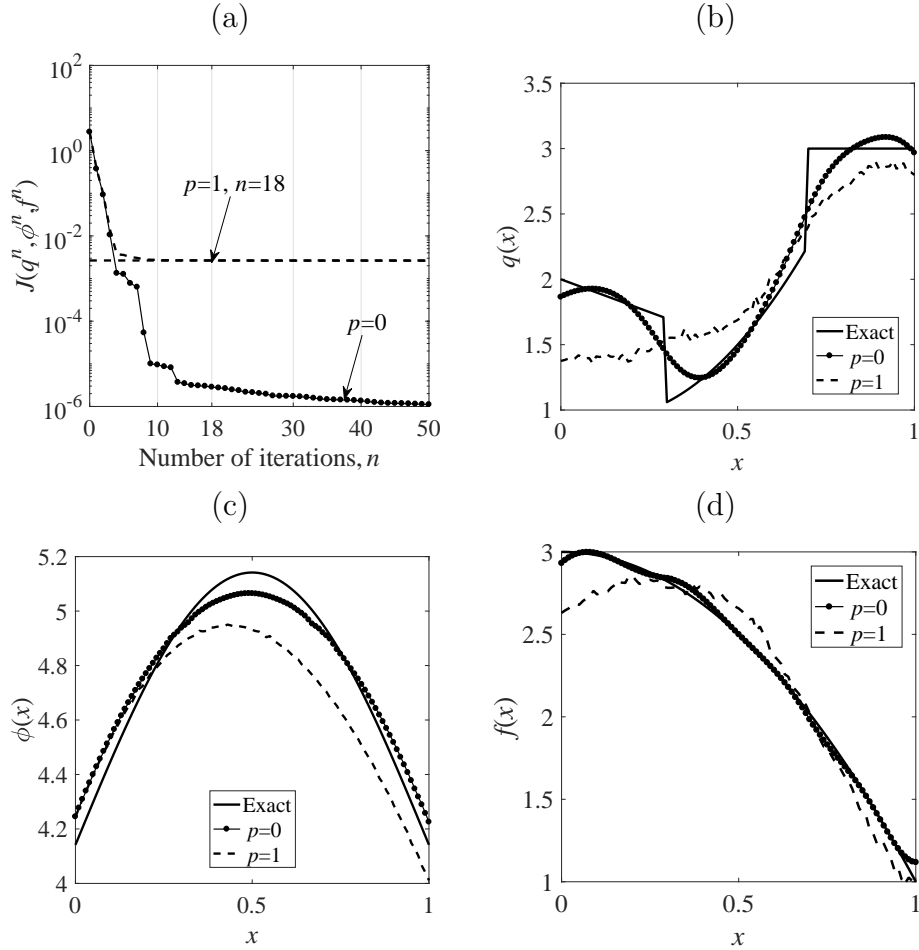 (a)
10^2
10^0
10^-2
10^-4
10^-6
J(q^n, ϕ^n, f^n)
p=1, n=18
p=0
0 10 18 30 40 50
Number of iterations, n
(b)
3.5
3
2.5
2
1.5
1
q(x)
Exact
p=0
p=1
0 0.5 1
x
(c)
5.2
5
4.8
4.6
4.4
4.2
4
ϕ(x)
Exact
p=0
p=1
0 0.5 1
x
(d)
3
2.5
2
1.5
1
f(x)
Exact
p=0
p=1
0 0.5 1
x